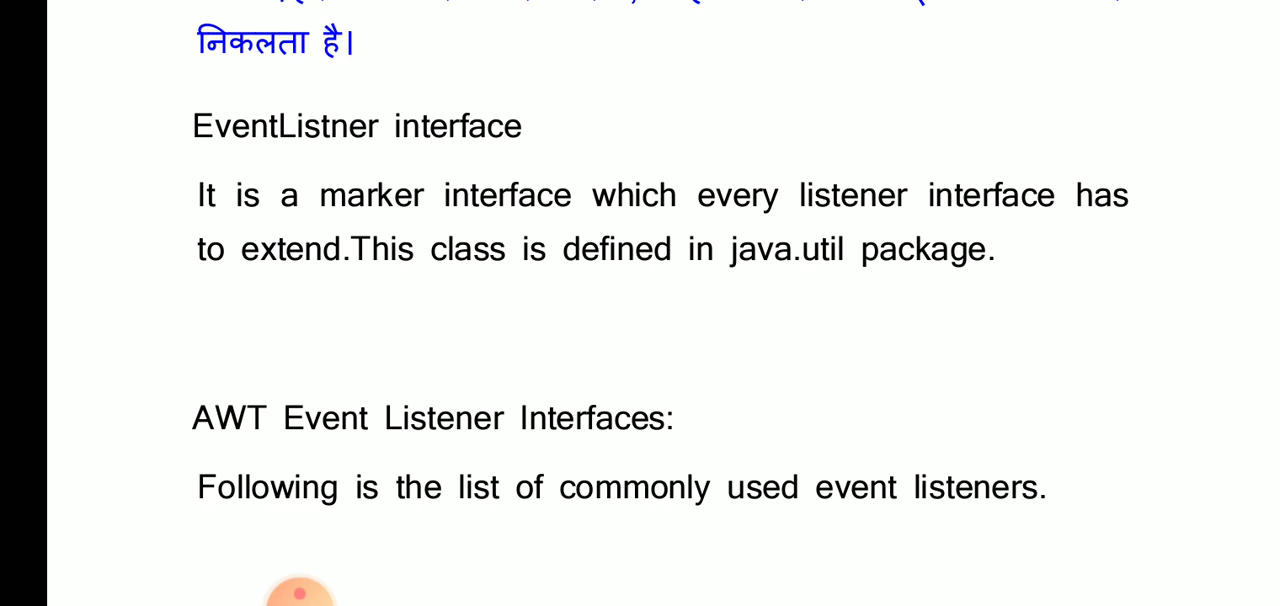 निकलता है।
EventListner interface
It is a marker interface which every listener interface has
to extend.This class is defined in java.util package.
AWT Event Listener Interfaces:
Following is the list of commonly used event listeners.